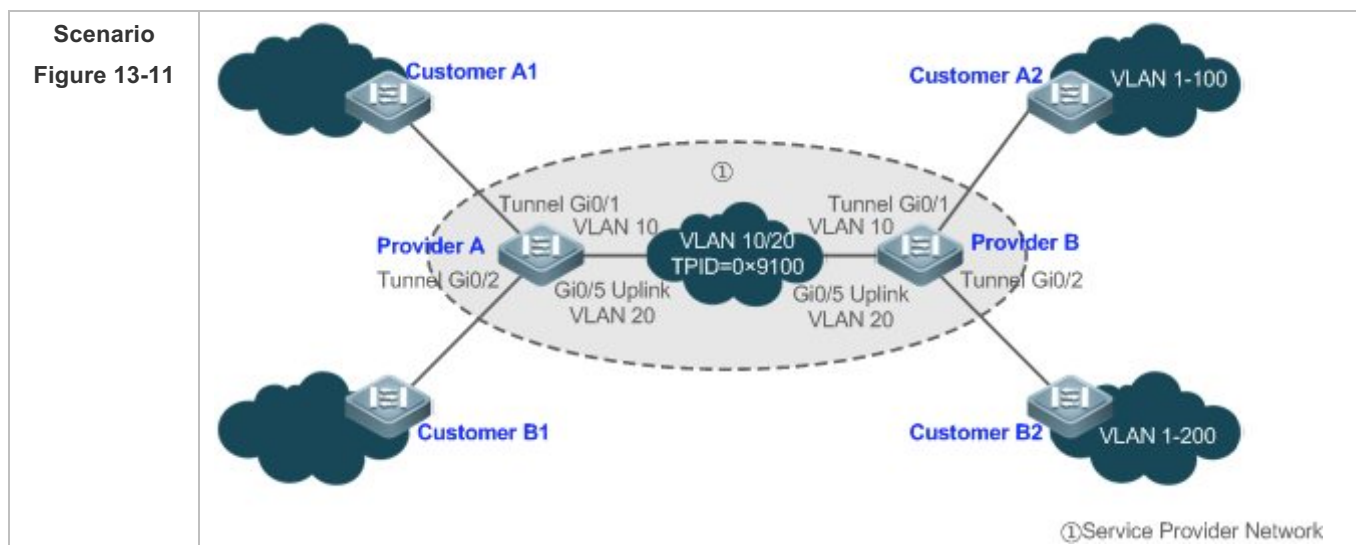 Scenario
Figure 13-11
Customer A1
Customer A2
VLAN 1-100
①
Tunnel Gi0/1
VLAN 10
Tunnel Gi0/1
VLAN 10
Provider A
VLAN 10/20
TPID=0×9100
Provider B
Tunnel Gi0/2
Gi0/5 Uplink
VLAN 20
Gi0/5 Uplink
VLAN 20
Tunnel Gi0/2
Customer B1
Customer B2
VLAN 1-200
①Service Provider Network